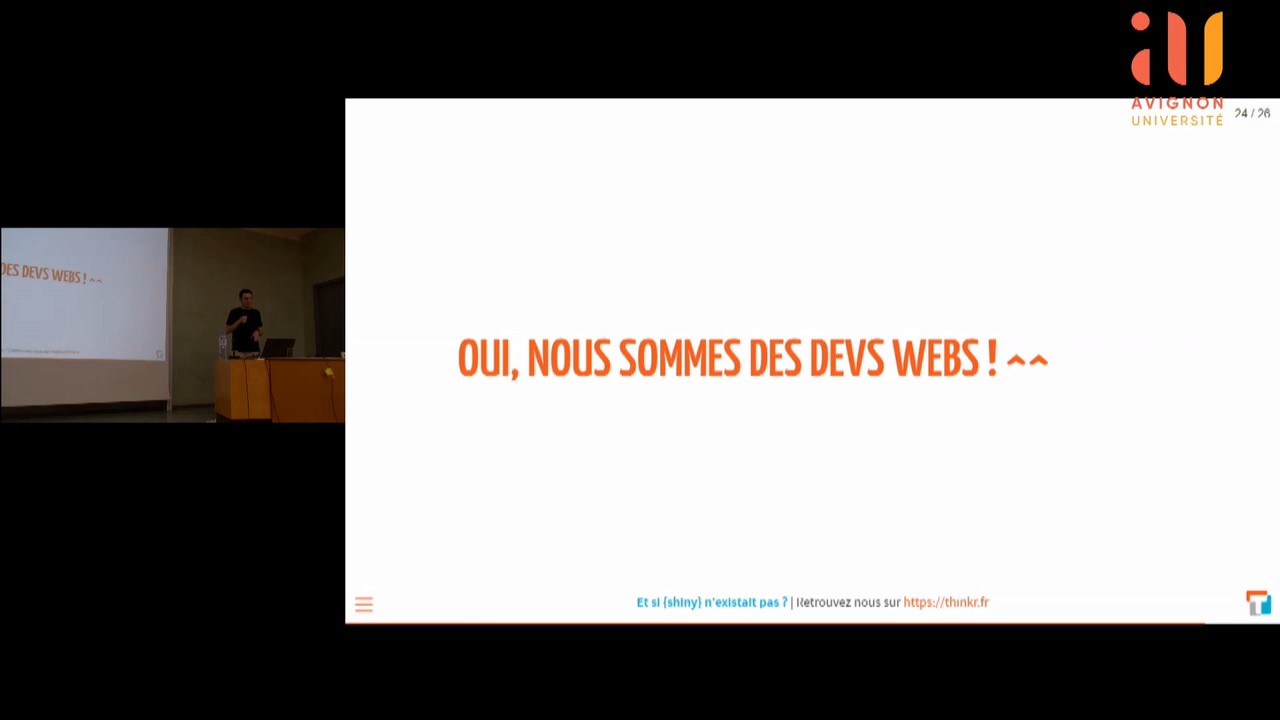 AVIGNON
UNIVERSITÉ
24 / 26
DES DEVS WEBS ! ^^
OUI, NOUS SOMMES DES DEVS WEBS ! ^^
Et si {shiny} n'existait pas ? | Retrouvez nous sur https://thinkr.fr